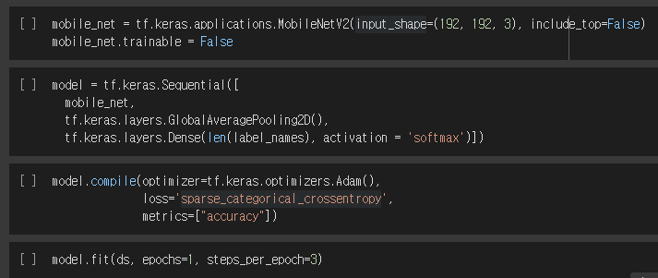 [ ] mobile_net = tf.keras.applications.MobileNetV2(input_shape=(192, 192, 3), include_top=False)
mobile_net.trainable = False
[ ] model = tf.keras.Sequential([
mobile_net,
tf.keras.layers.GlobalAveragePooling2D(),
tf.keras.layers.Dense(len(label_names), activation = 'softmax')])
[ ] model.compile(optimizer=tf.keras.optimizers.Adam(),
loss='sparse_categorical_crossentropy',
metrics=["accuracy"])
[ ] model.fit(ds, epochs=1, steps_per_epoch=3)